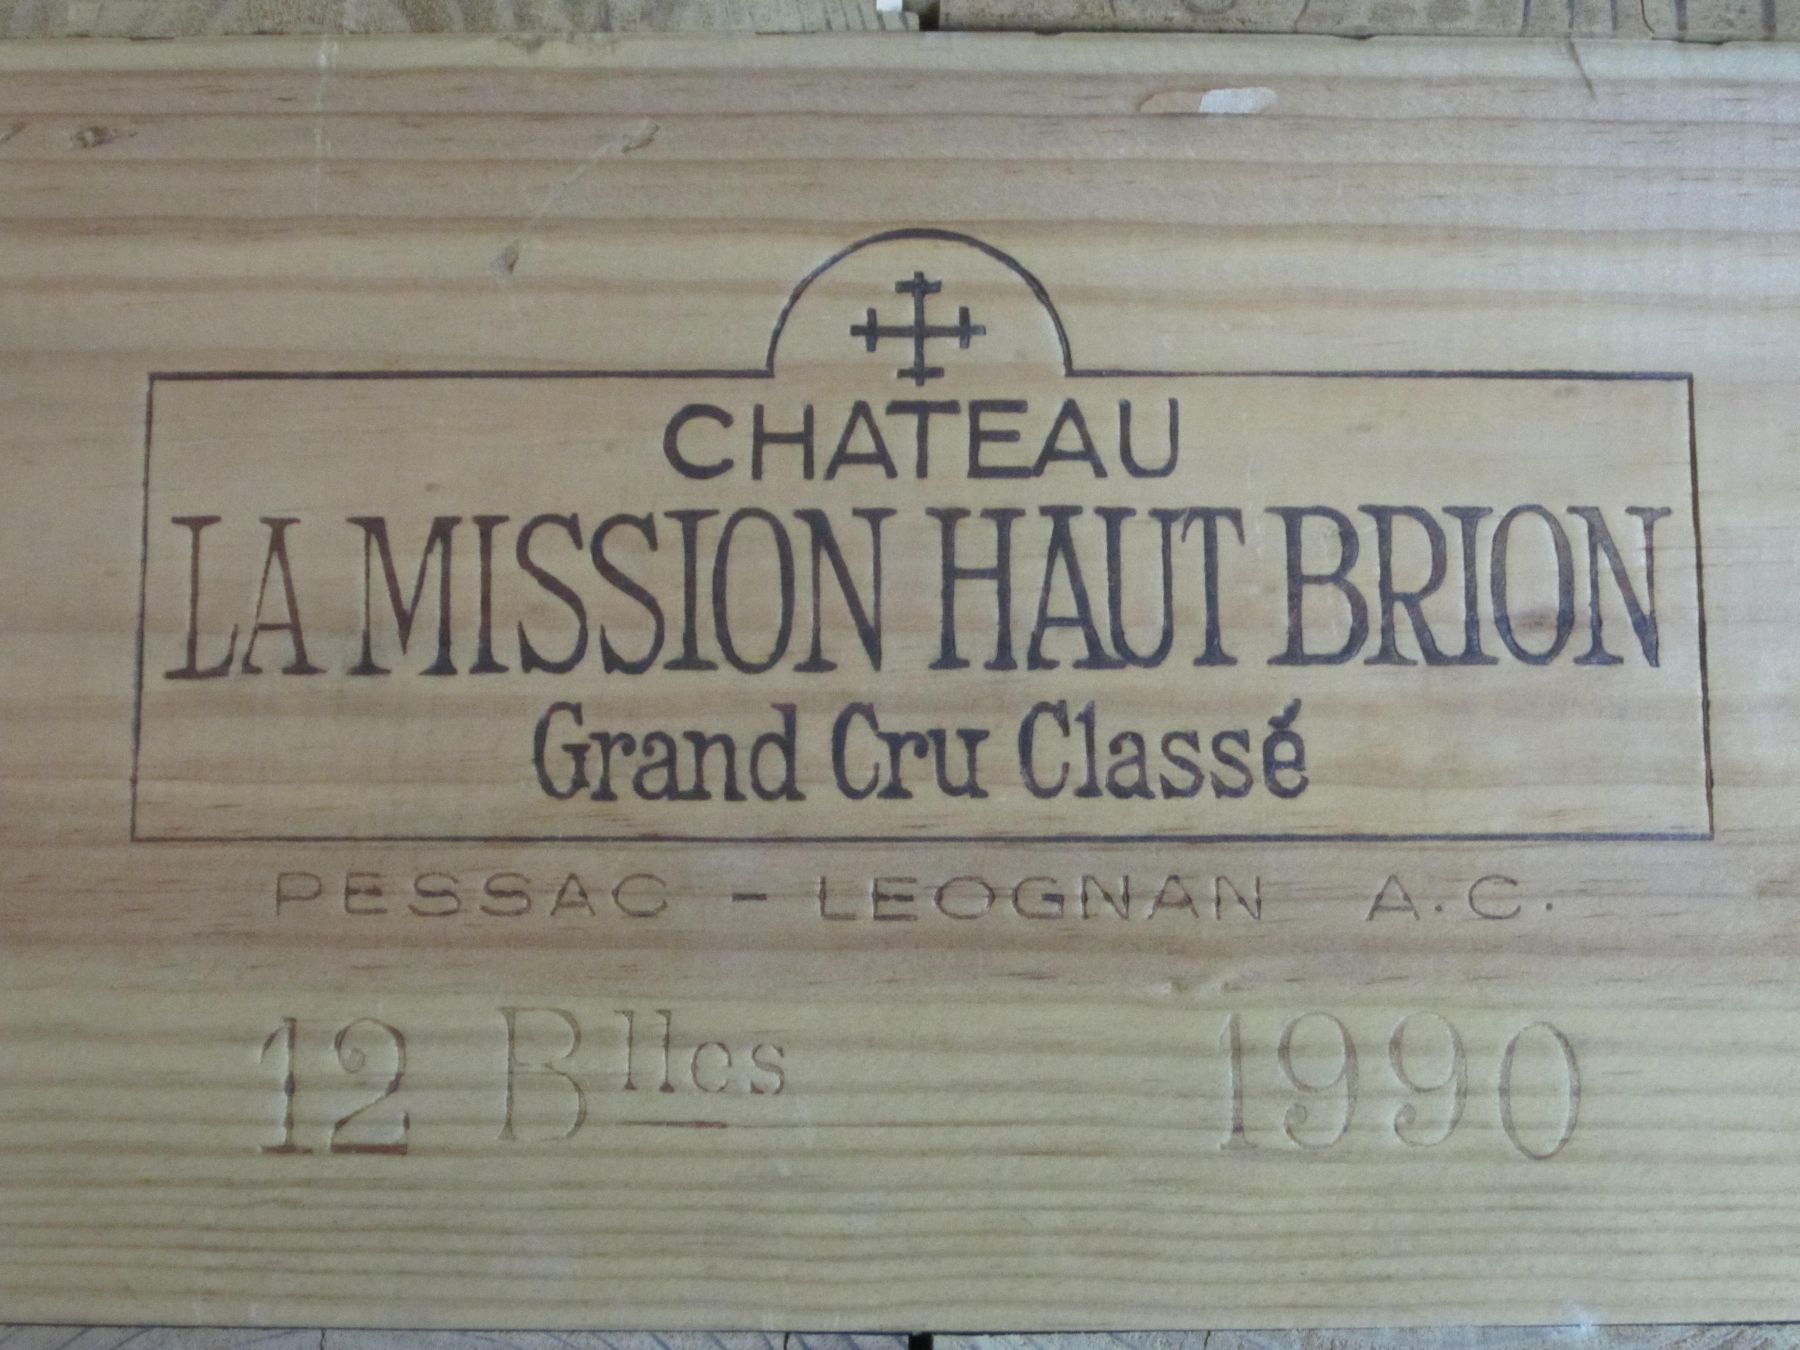 CHATEAU
LA MISSION HAUT BRION
Grand Cru Classé
PESSAC - LEOGNAN A.C.
12 Blles 1990